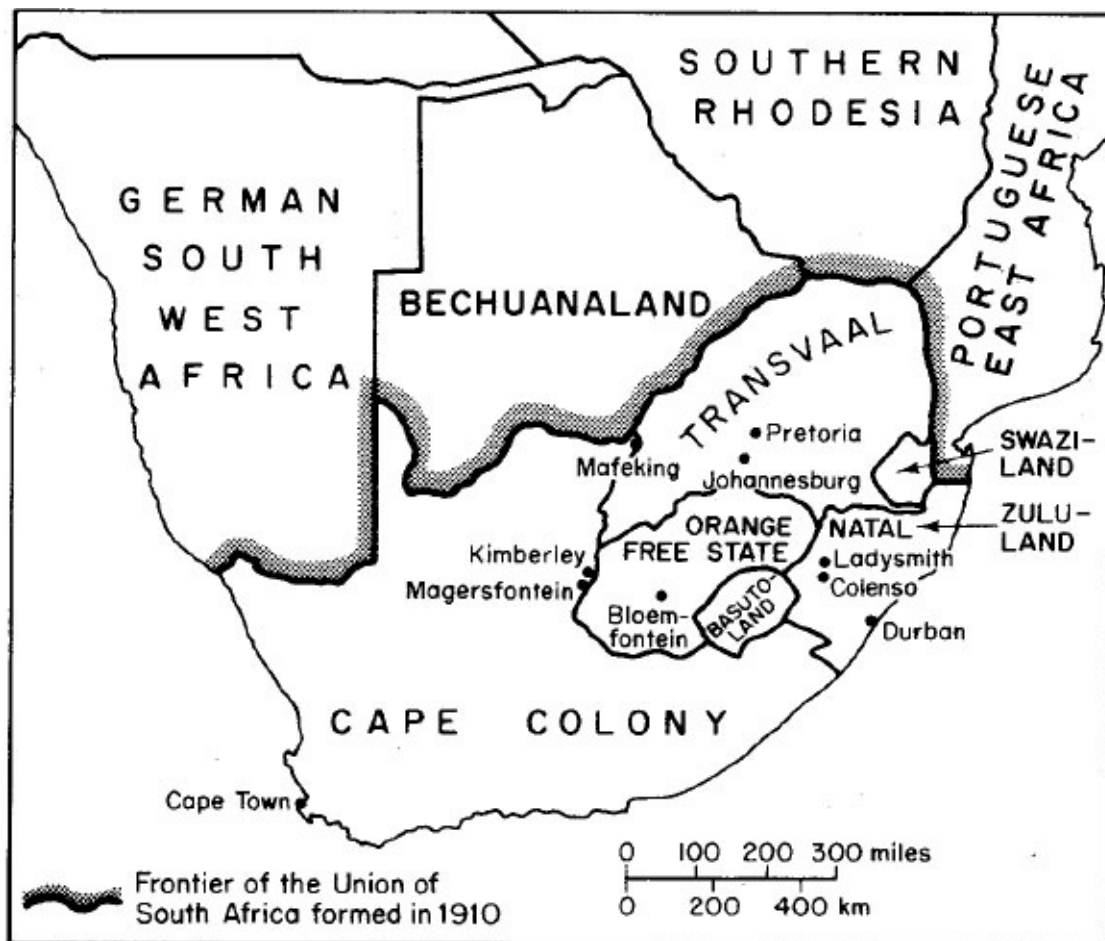 SOUTHERN
RHODESIA
PORTUGUESE
EAST AFRICA
GERMAN
SOUTH
WEST
AFRICA
BECHUANALAND
TRANSVAAL
Pretoria
Mafeking
Johannesburg
SWAZI-
LAND
ORANGE
FREE STATE
NATAL
ZULU-
LAND
Kimberley
Magersfontein
Ladysmith
Colenso
Bloem-
fontein
BASUTO-
LAND
Durban
CAPE COLONY
Cape Town
0 100 200 300 miles
0 200 400 km
Frontier of the Union of
South Africa formed in 1910